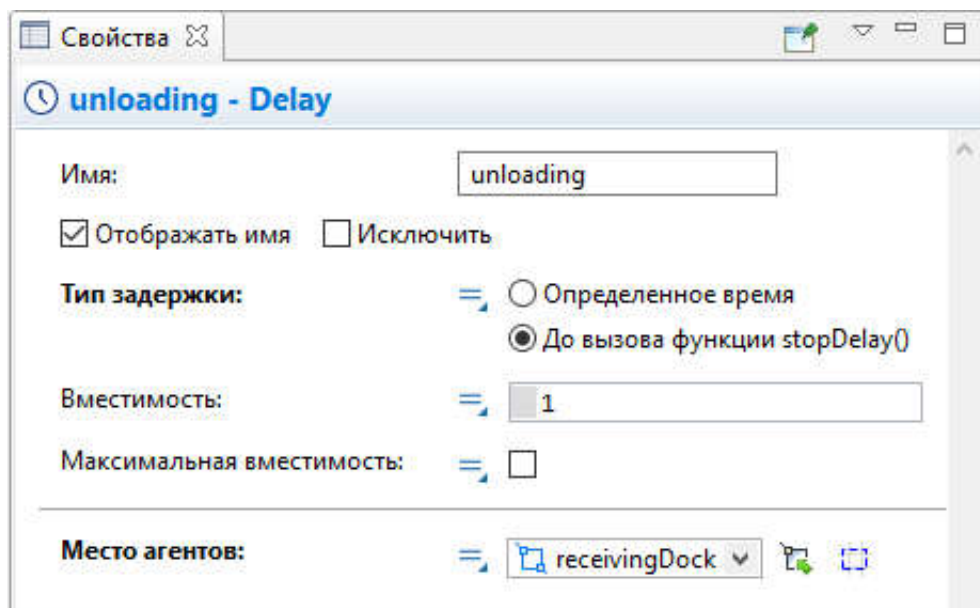 Свойства
unloading - Delay
Имя: unloading
Отображать имя Исключить
Тип задержки: Определенное время
До вызова функции stopDelay()
Вместимость: 1
Максимальная вместимость:
Место агентов: receivingDock